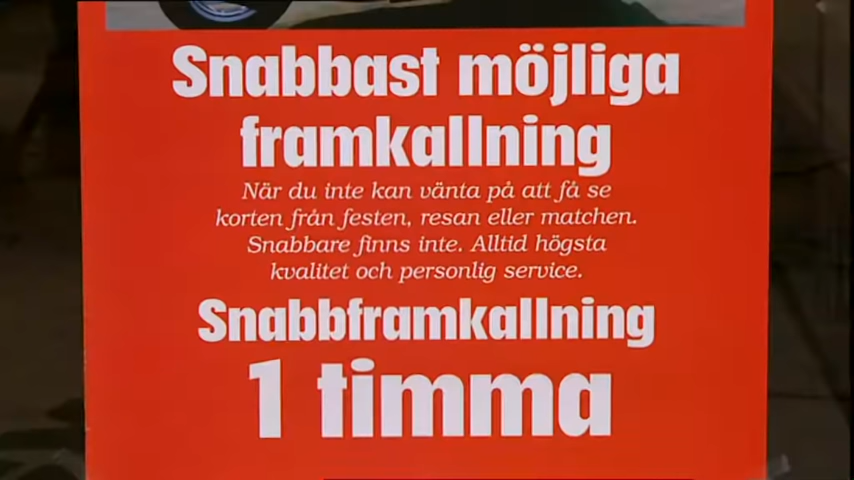 Snabbast möjliga
framkallning
När du inte kan vänta på att få se
korten från festen, resan eller matchen.
Snabbare finns inte. Alltid högsta
kvalitet och personlig service.
Snabbframkallning
1 timma